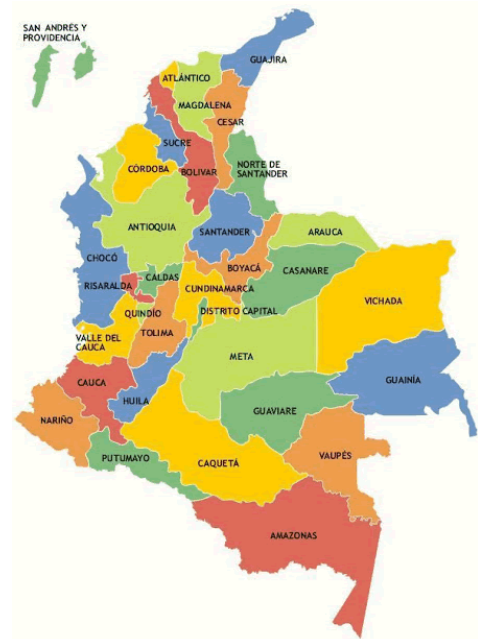 SAN ANDRÉS Y
PROVIDENCIA
GUAJIRA
ATLÁNTICO
MAGDALENA
CESAR
SUCRE
NORTE DE
SANTANDER
CÓRDOBA
BOLIVAR
ANTIOQUIA
SANTANDER
ARAUCA
CHOCÓ
BOYACÁ
CASANARE
RISARALDA
CALDAS
CUNDINAMARCA
VICHADA
QUINDÍO
DISTRITO CAPITAL
VALLE DEL
CAUCA
TOLIMA
META
GUAINÍA
CAUCA
HUILA
GUAVIARE
NARIÑO
PUTUMAYO
CAQUETÁ
VAUPÉS
AMAZONAS